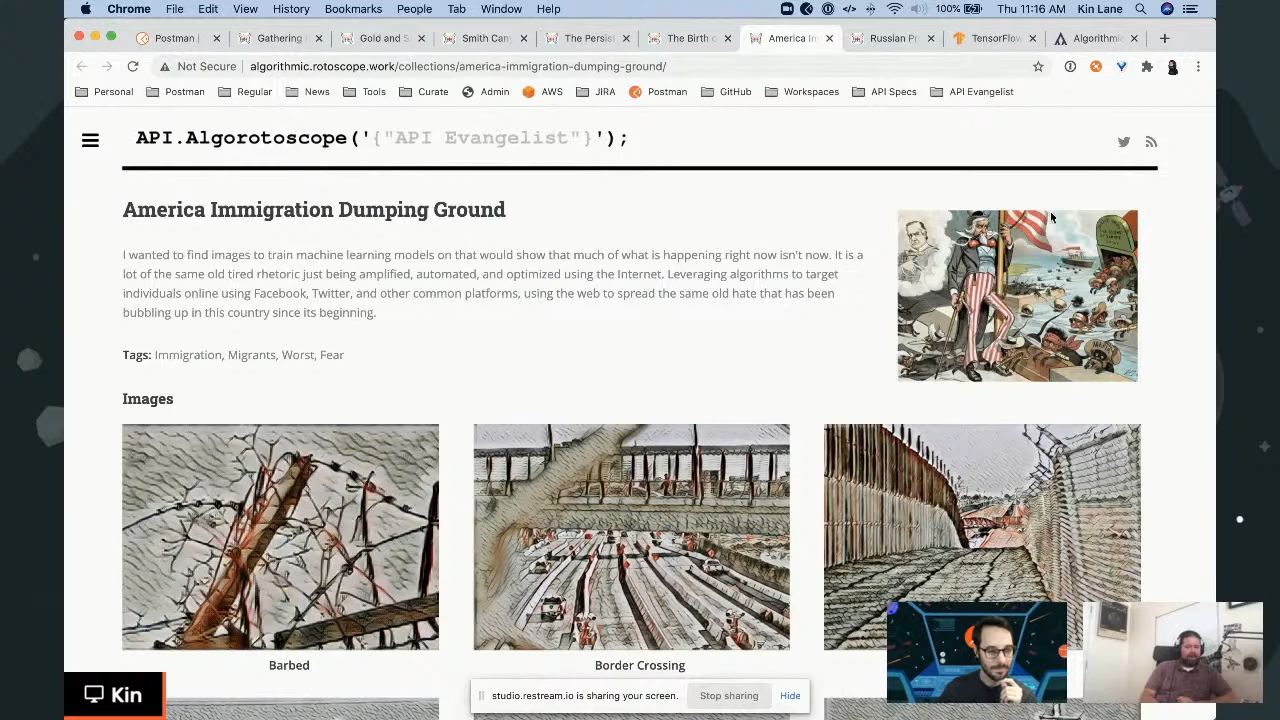 Chrome File Edit View History Bookmarks People Tab Window Help 100% Thu 11:16 AM Kin Lane
Postman | Gathering Gold and S Smith Can The Persist The Birth o America Im Russian Pr TensorFlow Algorithmic
Not Secure | algorithmic.rotoscope.work/collections/america-immigration-dumping-ground/
Personal Postman Regular News Tools Curate Admin AWS JIRA Postman GitHub Workspaces API Specs API Evangelist
API.Algorotoscope('{"API Evangelist"}');
America Immigration Dumping Ground
I wanted to find images to train machine learning models on that would show that much of what is happening right now isn't now. It is a
lot of the same old tired rhetoric just being amplified, automated, and optimized using the Internet. Leveraging algorithms to target
individuals online using Facebook, Twitter, and other common platforms, using the web to spread the same old hate that has been
bubbling up in this country since its beginning.
Tags: Immigration, Migrants, Worst, Fear
Images
Barbed
Border Crossing
studio.restream.io is sharing your screen. Stop sharing Hide
Kin